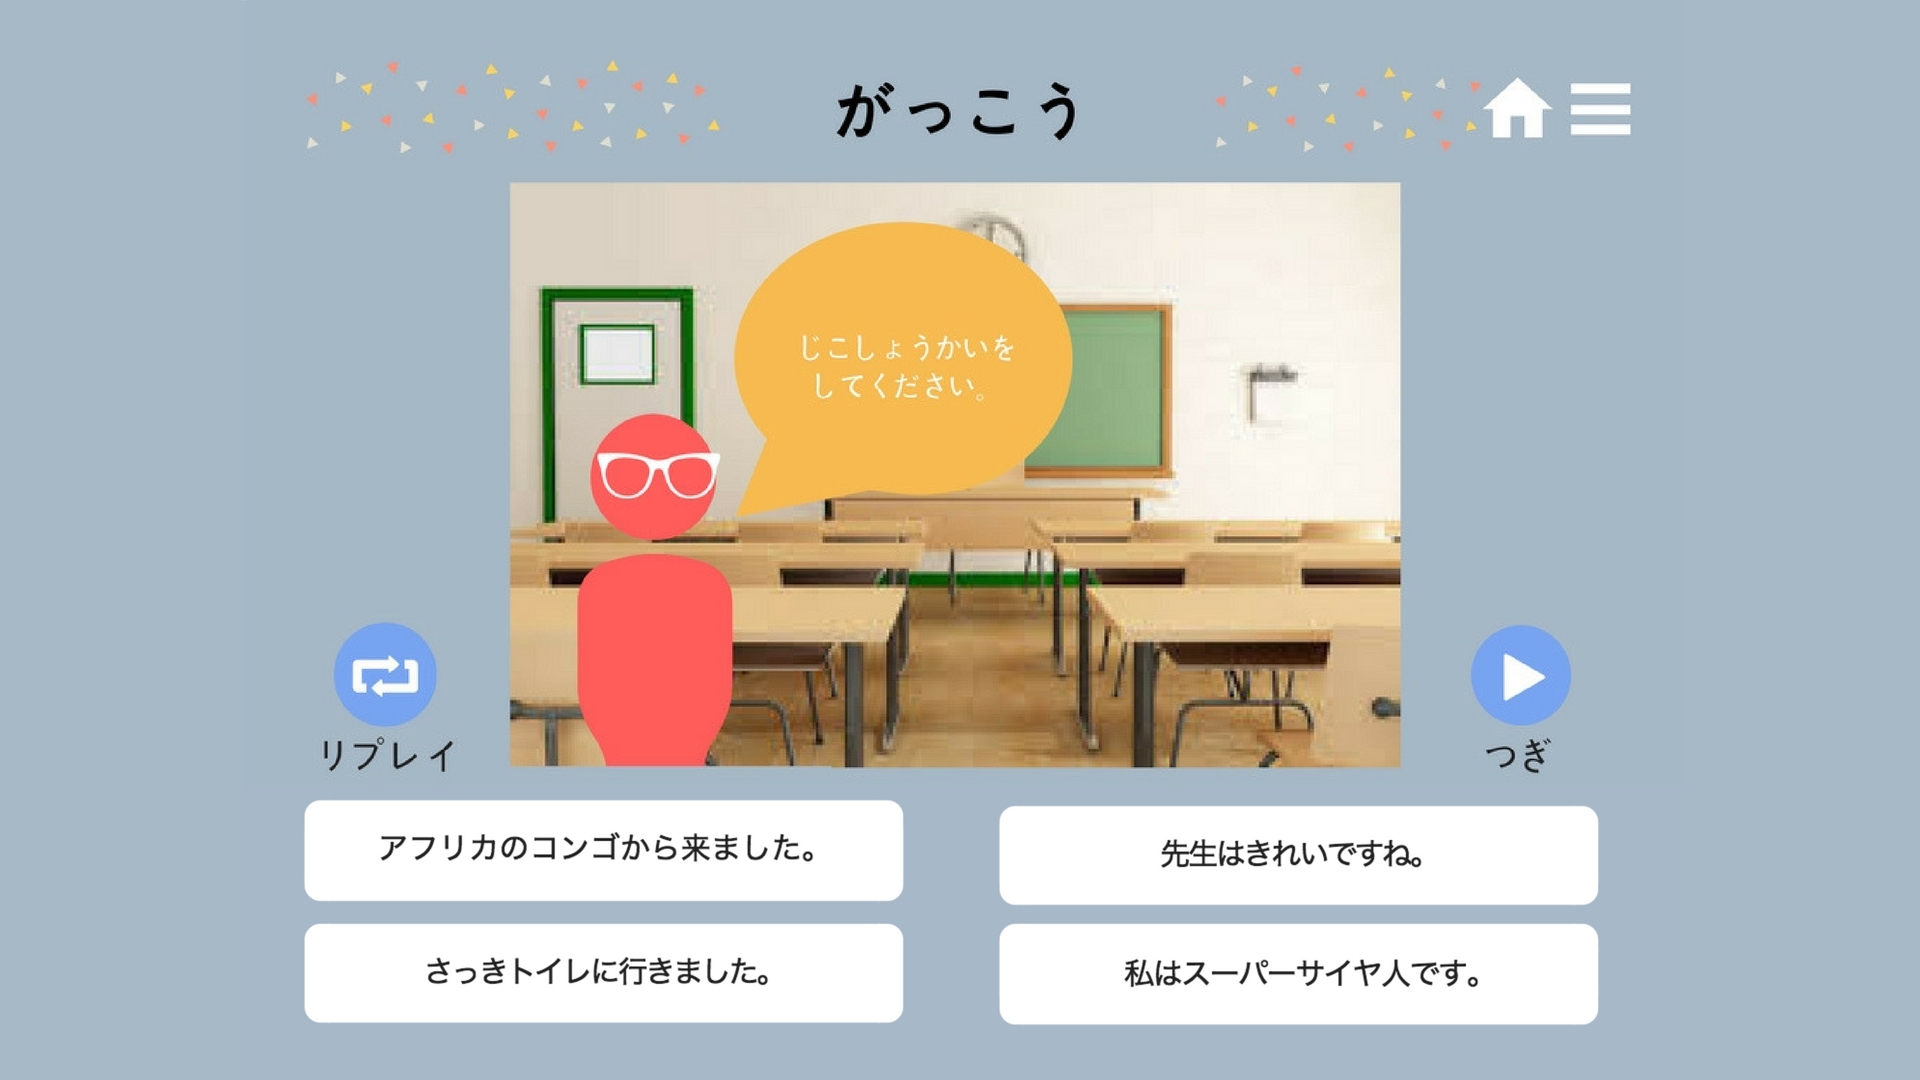 がっこう
じこしょうかいを
してください。
リプレイ
つぎ
アフリカのコンゴから来ました。
先生はきれいですね。
さっきトイレに行きました。
私はスーパーサイヤ人です。